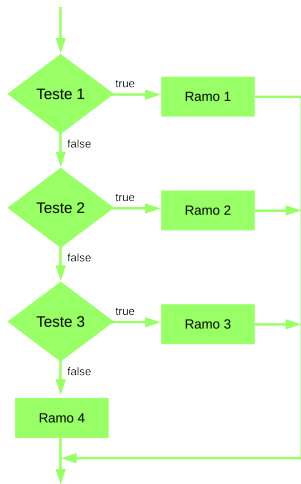 Teste 1
true
Ramo 1
false
Teste 2
true
Ramo 2
false
Teste 3
true
Ramo 3
false
Ramo 4